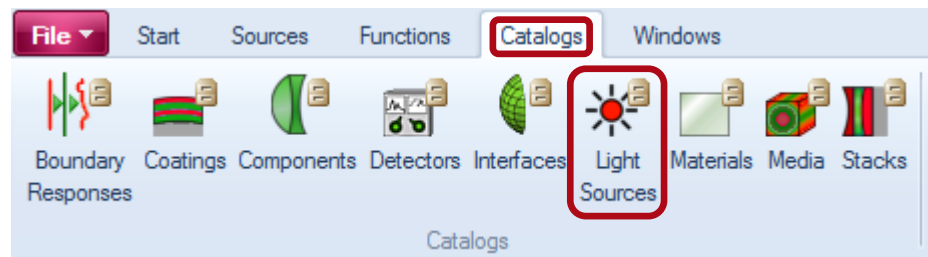 File Start Sources Functions Catalogs Windows
Boundary Responses Coatings Components Detectors Interfaces Light Sources Materials Media Stacks
Catalogs